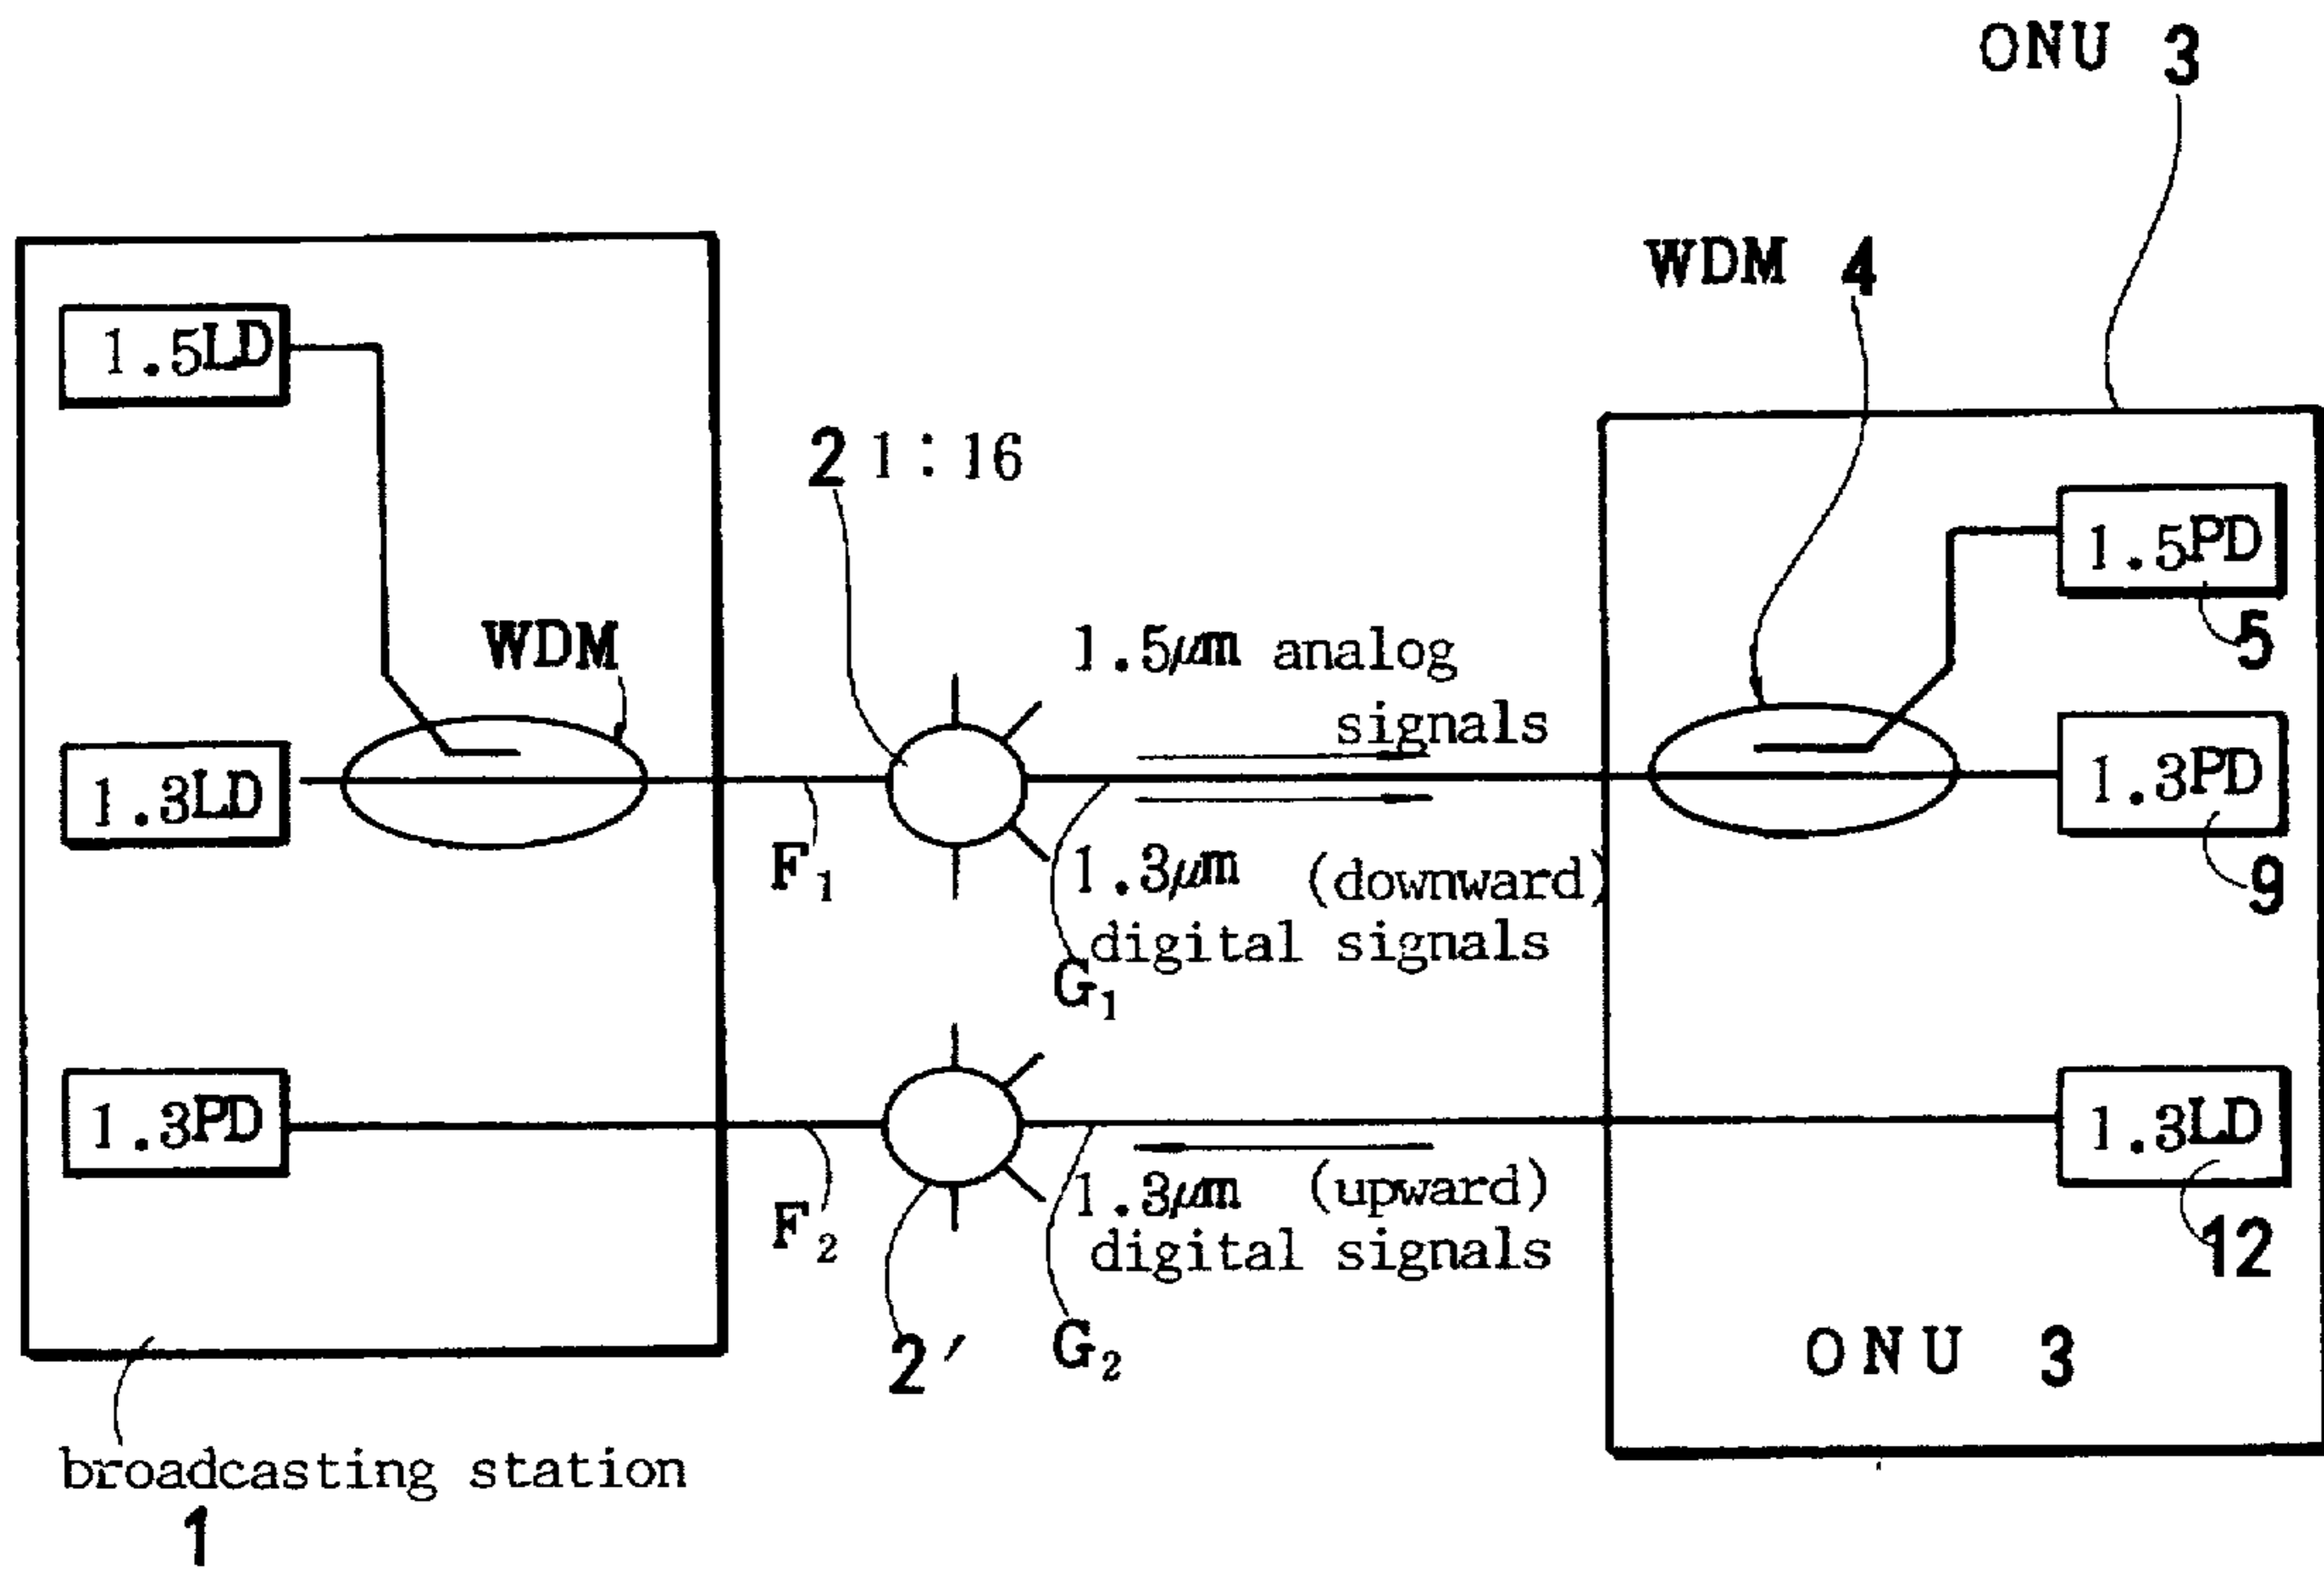 ONU 3
WDM 4
1.5LD
2 1:16
1.5PD
5
WDM
1.5μm analog
signals
1.3LD
1.3PD
F1
1.3μm (downward)
9
digital signals
G1
1.3PD
1.3LD
F2
1.3μm (upward)
12
digital signals
2'
G2
ONU 3
broadcasting station
1